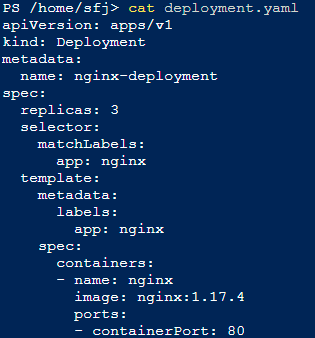 PS /home/sfj> cat deployment.yaml
apiVersion: apps/v1
kind: Deployment
metadata:
  name: nginx-deployment
spec:
  replicas: 3
  selector:
    matchLabels:
      app: nginx
  template:
    metadata:
      labels:
        app: nginx
    spec:
      containers:
      - name: nginx
        image: nginx:1.17.4
        ports:
        - containerPort: 80